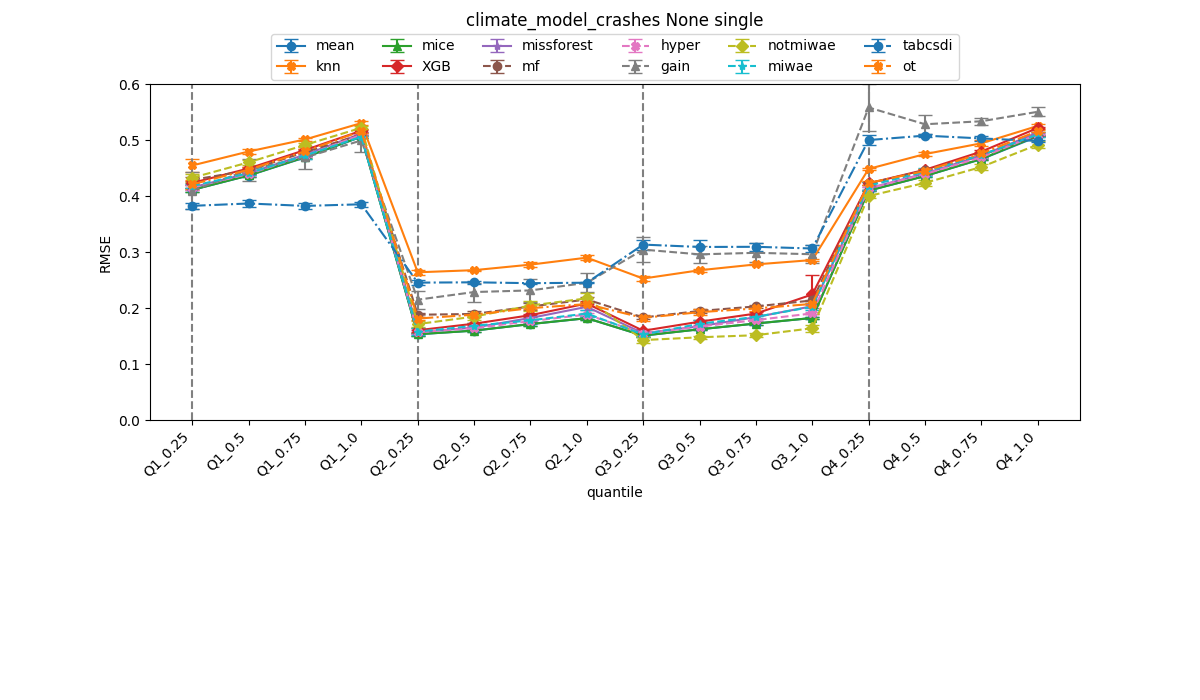 climate_model_crashes None single
mean mice missforest hyper notmiwae tabcsdi
knn XGB mf gain miwae ot
0.6
0.5
0.4
0.3
0.2
0.1
0.0
RMSE
Q1_0.25 Q1_0.5 Q1_0.75 Q1_1.0 Q2_0.25 Q2_0.5 Q2_0.75 Q2_1.0 Q3_0.25 Q3_0.5 Q3_0.75 Q3_1.0 Q4_0.25 Q4_0.5 Q4_0.75 Q4_1.0
quantile